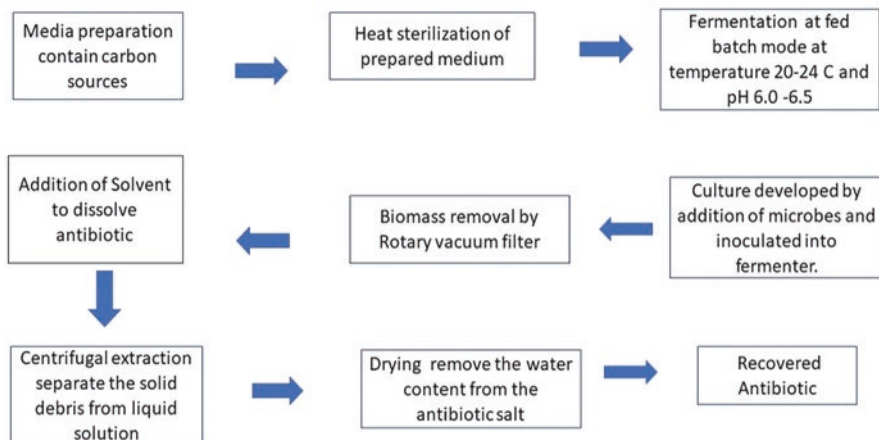 Media preparation
contain carbon
sources
Heat sterilization of
prepared medium
Fermentation at fed
batch mode at
temperature 20-24 C and
pH 6.0 -6.5
Culture developed by
addition of microbes and
inoculated into
fermenter.
Biomass removal by
Rotary vacuum filter
Addition of Solvent
to dissolve
antibiotic
Centrifugal extraction
separate the solid
debris from liquid
solution
Drying remove the water
content from the
antibiotic salt
Recovered
Antibiotic